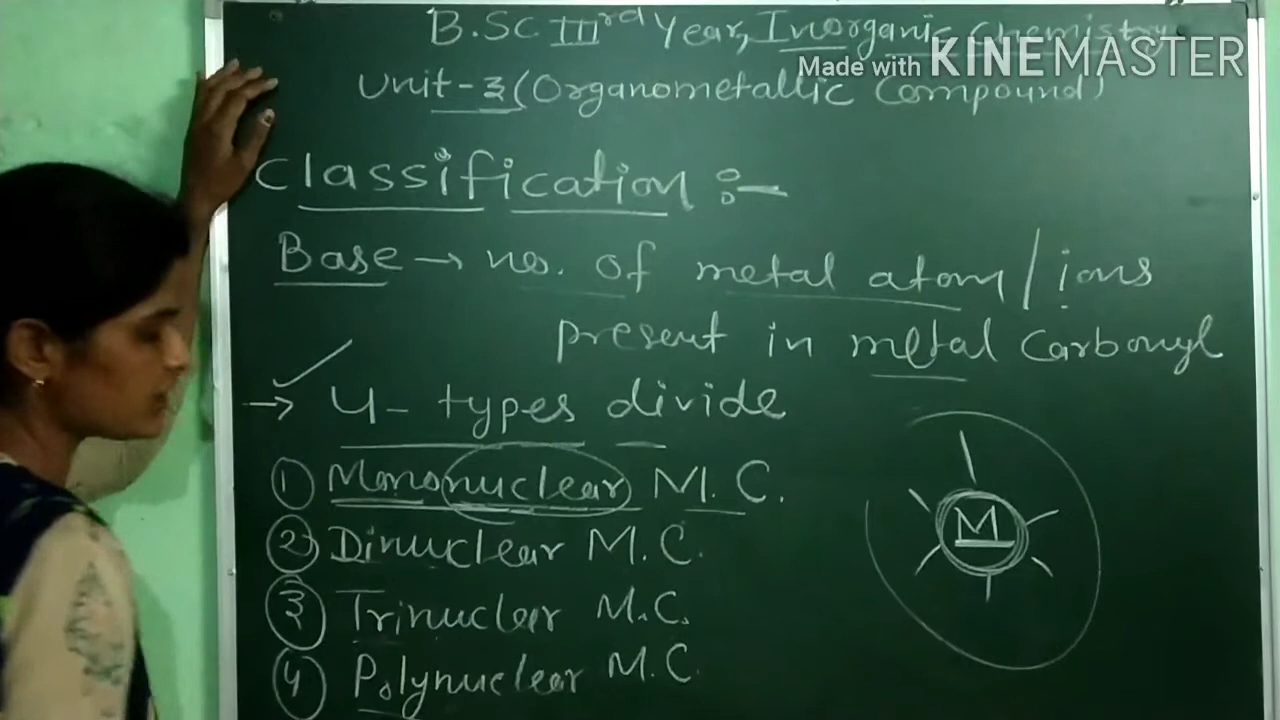 B.Sc IIIrd Year, Inorganic Chemistry
Made with KINEMASTER
Unit-3 (Organometallic Compound)
Classification :-
Base → no. of metal atom / ions
present in metal Carbonyl
→ 4- types divide
① Mononuclear M.C.
② Dinuclear M.C.
③ Trinuclear M.C.
④ Polynuclear M.C.
M